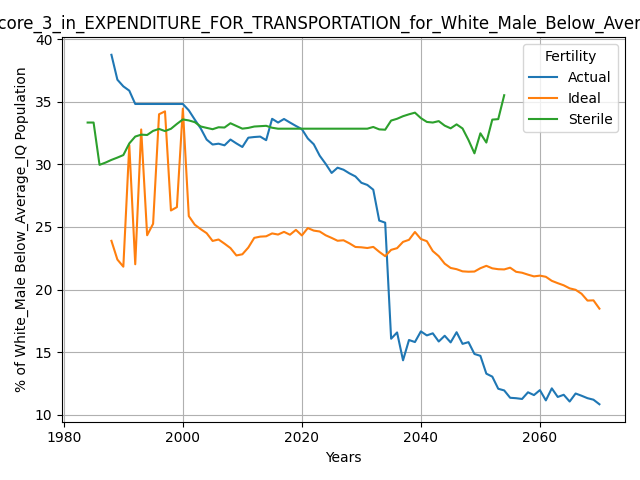 core_3_in_EXPENDITURE_FOR_TRANSPORTATION_for_White_Male_Below_Aver
Fertility
Actual
Ideal
Sterile
% of White_Male Below_Average_IQ Population
40
35
30
25
20
15
10
1980
2000
2020
2040
2060
Years